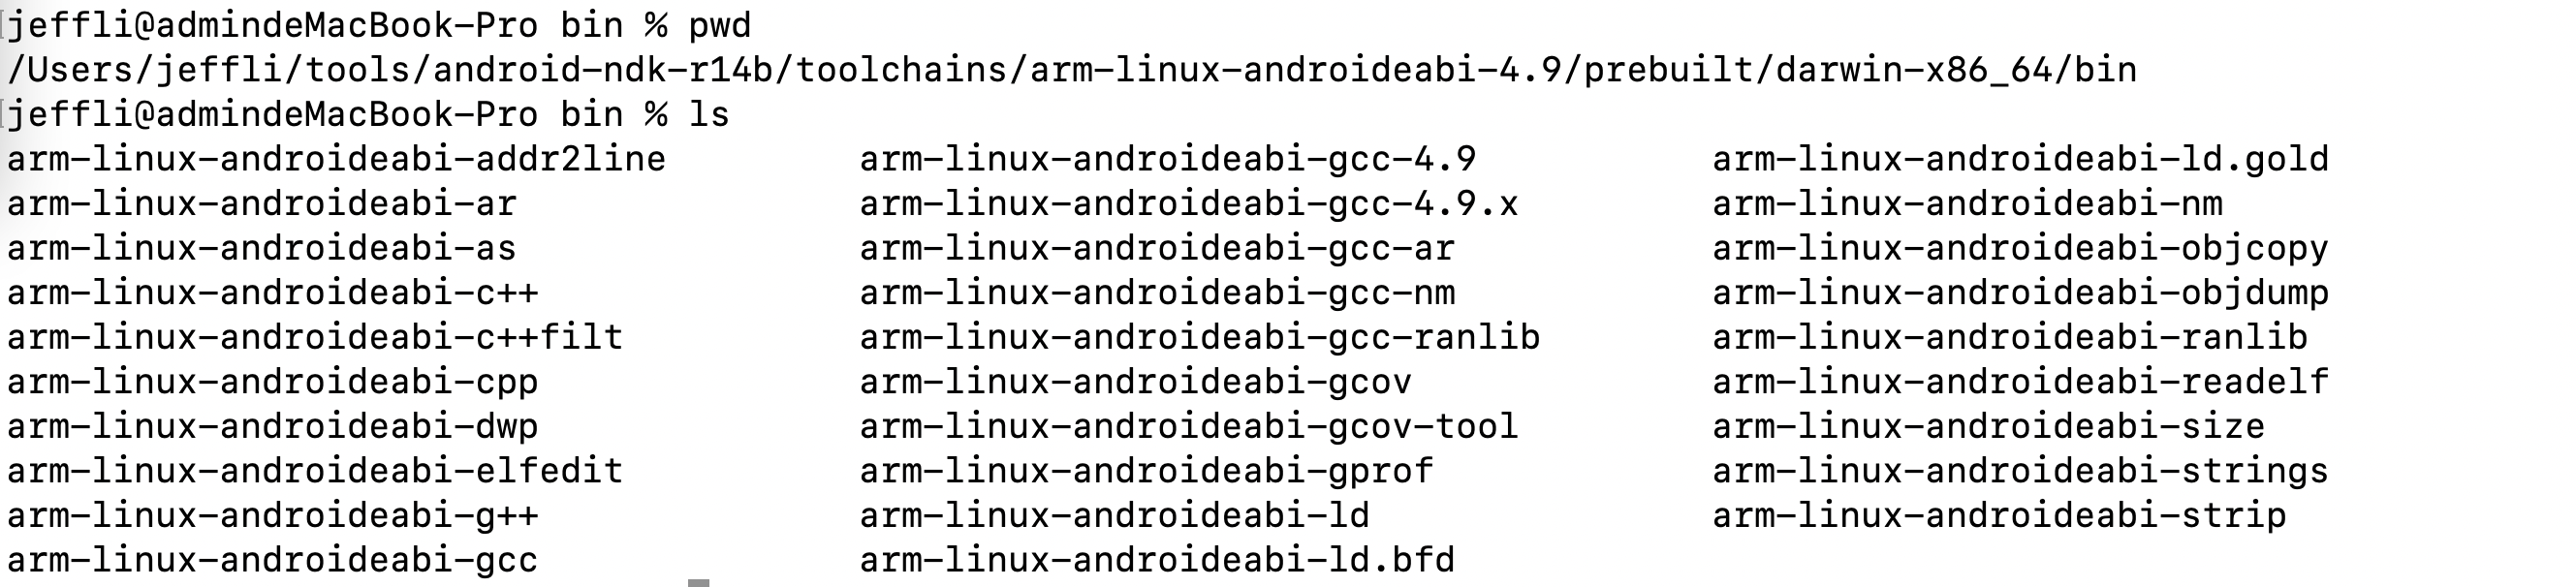 jeffli@admindeMacBook-Pro bin % pwd
/Users/jeffli/tools/android-ndk-r14b/toolchains/arm-linux-androideabi-4.9/prebuilt/darwin-x86_64/bin
jeffli@admindeMacBook-Pro bin % ls
arm-linux-androideabi-addr2line arm-linux-androideabi-gcc-4.9 arm-linux-androideabi-ld.gold
arm-linux-androideabi-ar arm-linux-androideabi-gcc-4.9.x arm-linux-androideabi-nm
arm-linux-androideabi-as arm-linux-androideabi-gcc-ar arm-linux-androideabi-objcopy
arm-linux-androideabi-c++ arm-linux-androideabi-gcc-nm arm-linux-androideabi-objdump
arm-linux-androideabi-c++filt arm-linux-androideabi-gcc-ranlib arm-linux-androideabi-ranlib
arm-linux-androideabi-cpp arm-linux-androideabi-gcov arm-linux-androideabi-readelf
arm-linux-androideabi-dwp arm-linux-androideabi-gcov-tool arm-linux-androideabi-size
arm-linux-androideabi-elfedit arm-linux-androideabi-gprof arm-linux-androideabi-strings
arm-linux-androideabi-g++ arm-linux-androideabi-ld arm-linux-androideabi-strip
arm-linux-androideabi-gcc arm-linux-androideabi-ld.bfd